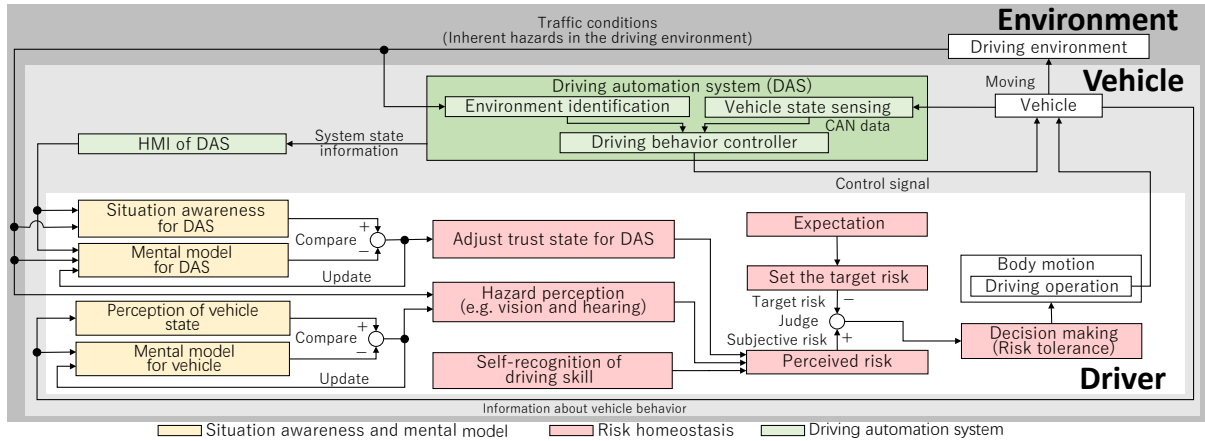 Traffic conditions
(Inherent hazards in the driving environment)
Environment
Driving environment
Moving
Vehicle
Driving automation system (DAS)
Environment identification
Vehicle state sensing
Vehicle
CAN data
Driving behavior controller
HMI of DAS
System state
information
Control signal
Situation awareness
for DAS
Mental model
for DAS
Compare
+
−
Update
Adjust trust state for DAS
Expectation
Set the target risk
Body motion
Driving operation
Hazard perception
(e.g. vision and hearing)
Target risk
−
Judge
Subjective risk
+
Perception of vehicle
state
Mental model
for vehicle
Compare
+
−
Update
Self-recognition of
driving skill
Perceived risk
Decision making
(Risk tolerance)
Driver
Information about vehicle behavior
Situation awareness and mental model
Risk homeostasis
Driving automation system